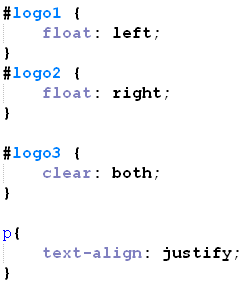 #logo1 {
    float: left;
}
#logo2 {
    float: right;
}

#logo3 {
    clear: both;
}

p{
    text-align: justify;
}